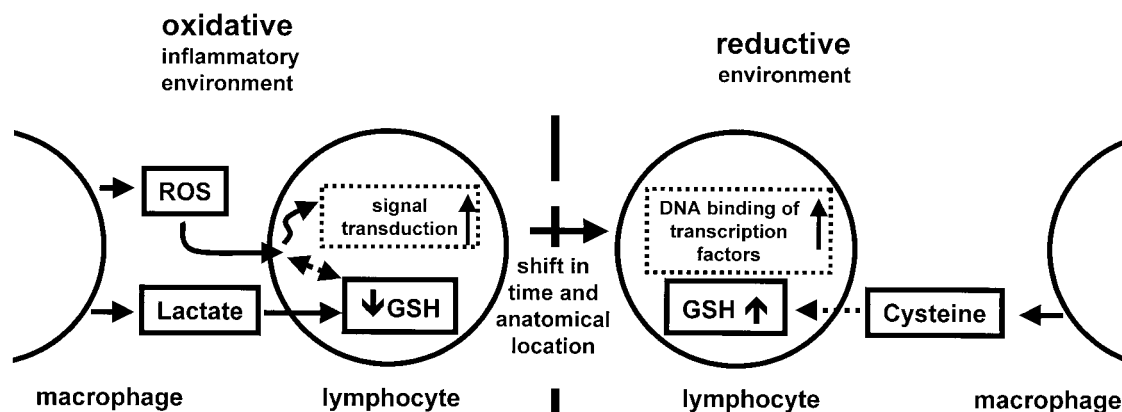 oxidative
inflammatory
environment
reductive
environment
ROS
signal
transduction
Lactate
GSH
shift in
time and
anatomical
location
DNA binding of
transcription
factors
GSH
Cysteine
macrophage
lymphocyte
lymphocyte
macrophage